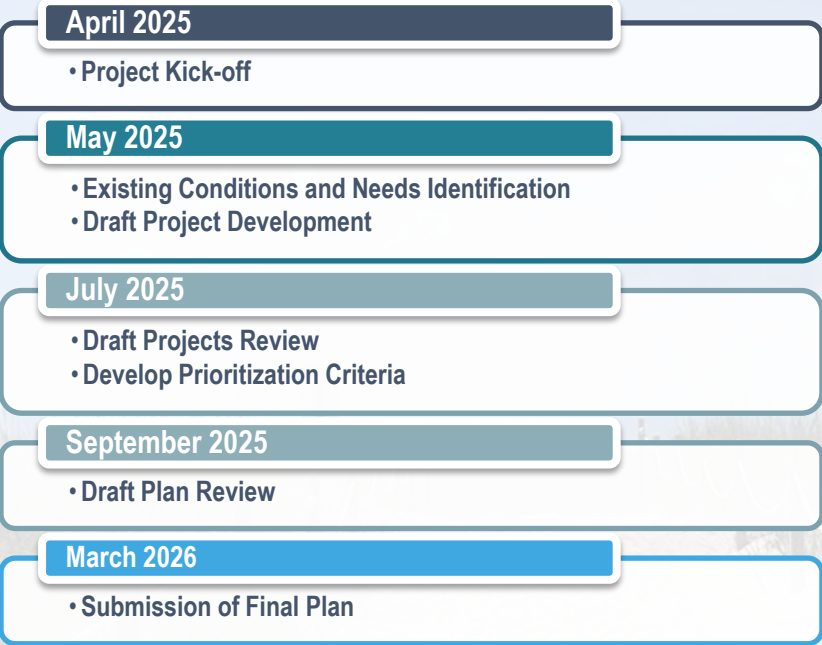 April 2025
• Project Kick-off
May 2025
• Existing Conditions and Needs Identification
• Draft Project Development
July 2025
• Draft Projects Review
• Develop Prioritization Criteria
September 2025
• Draft Plan Review
March 2026
• Submission of Final Plan